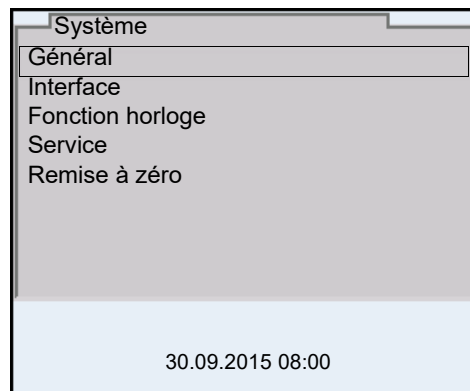 Système
Général
Interface
Fonction horloge
Service
Remise à zéro
30.09.2015 08:00